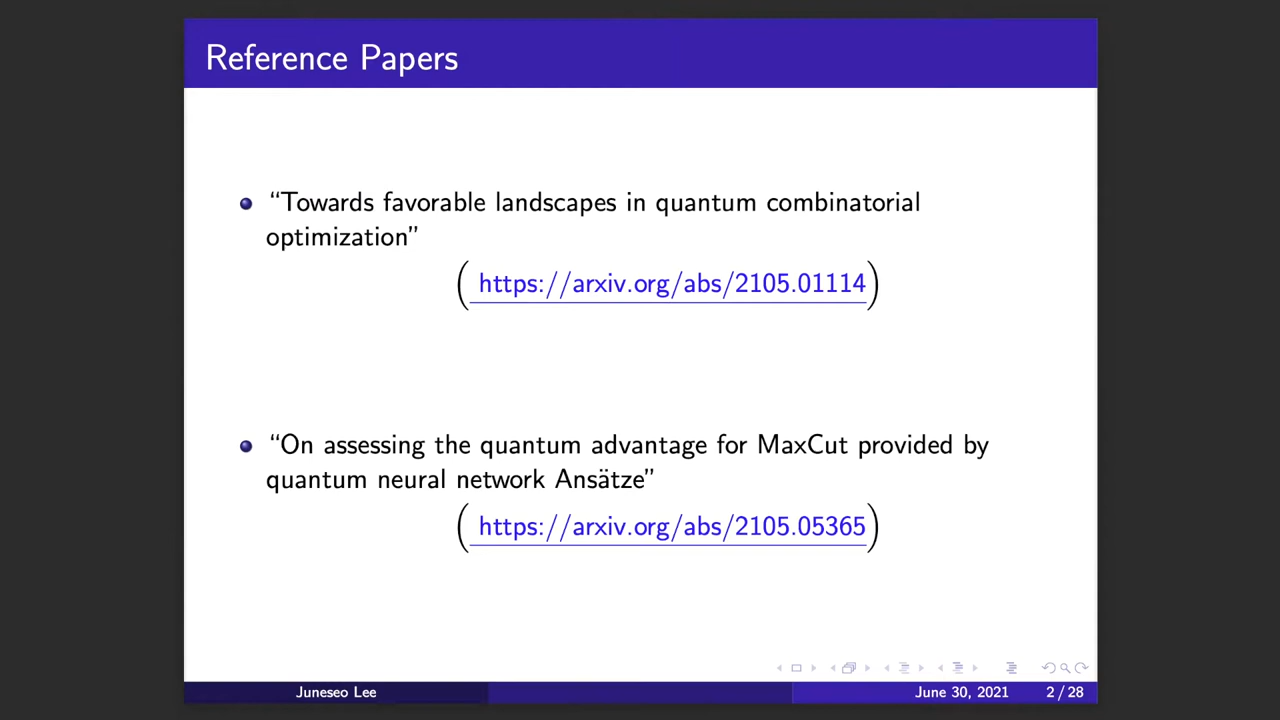 Reference Papers
“Towards favorable landscapes in quantum combinatorial
optimization”
( https://arxiv.org/abs/2105.01114)
“On assessing the quantum advantage for MaxCut provided by
quantum neural network Ansätze”
( https://arxiv.org/abs/2105.05365)
Juneseo Lee
June 30, 2021
2 / 28